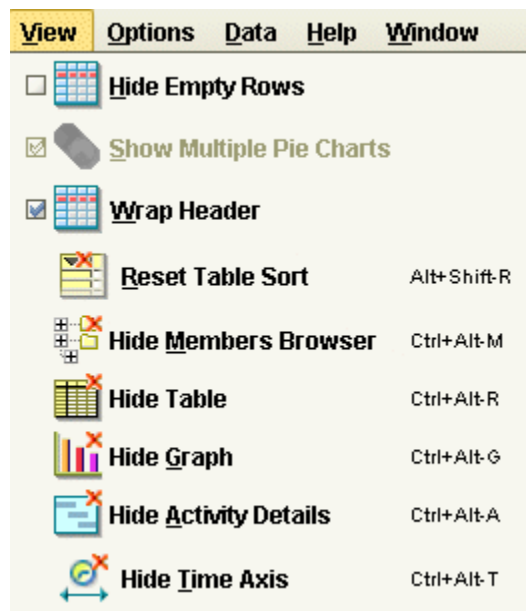 View Options Data Help Window
Hide Empty Rows
Show Multiple Pie Charts
Wrap Header
Reset Table Sort Alt+Shift-R
Hide Members Browser Ctrl+Alt-M
Hide Table Ctrl+Alt-R
Hide Graph Ctrl+Alt-G
Hide Activity Details Ctrl+Alt-A
Hide Time Axis Ctrl+Alt-T